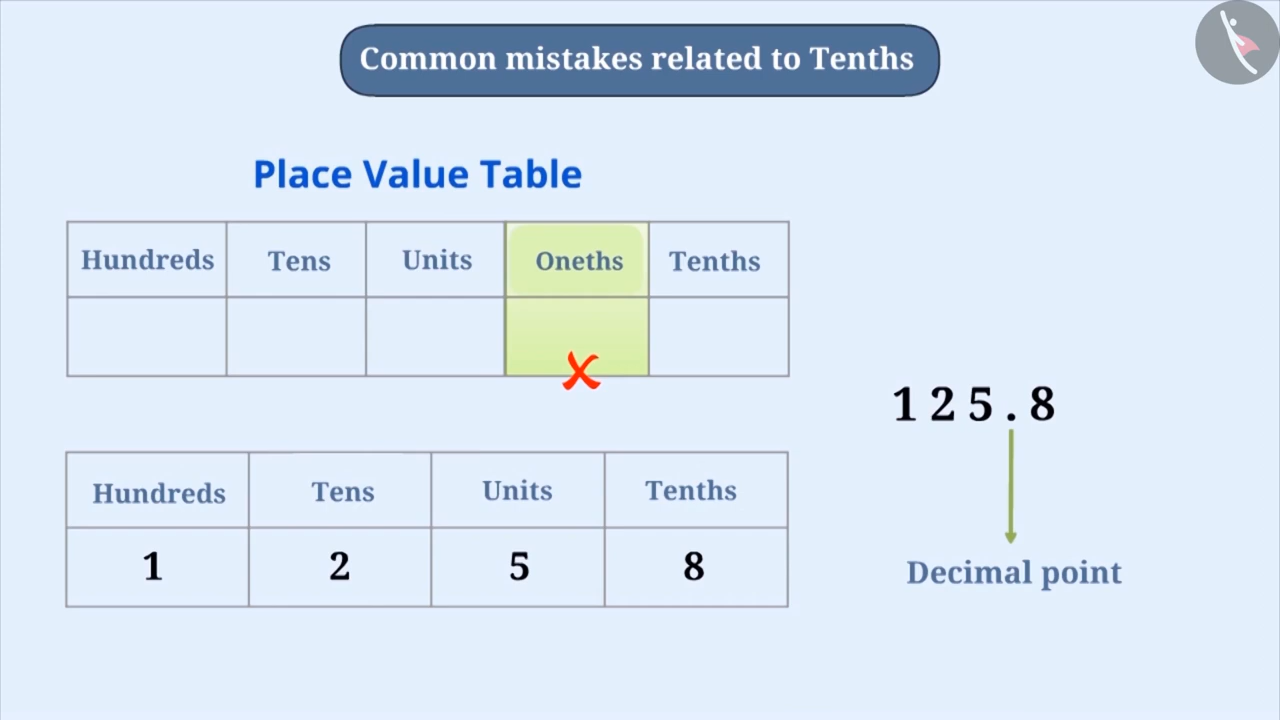 Common mistakes related to Tenths
Place Value Table
Hundreds Tens Units Oneths Tenths
1 2 5 . 8
Hundreds Tens Units Tenths
1 2 5 8
Decimal point